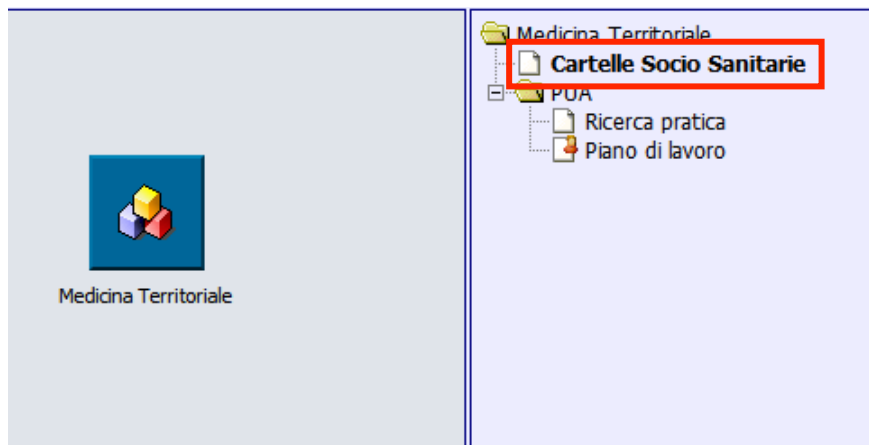 Medicina Territoriale
Cartelle Socio Sanitarie
PUA
Ricerca pratica
Piano di lavoro
Medicina Territoriale